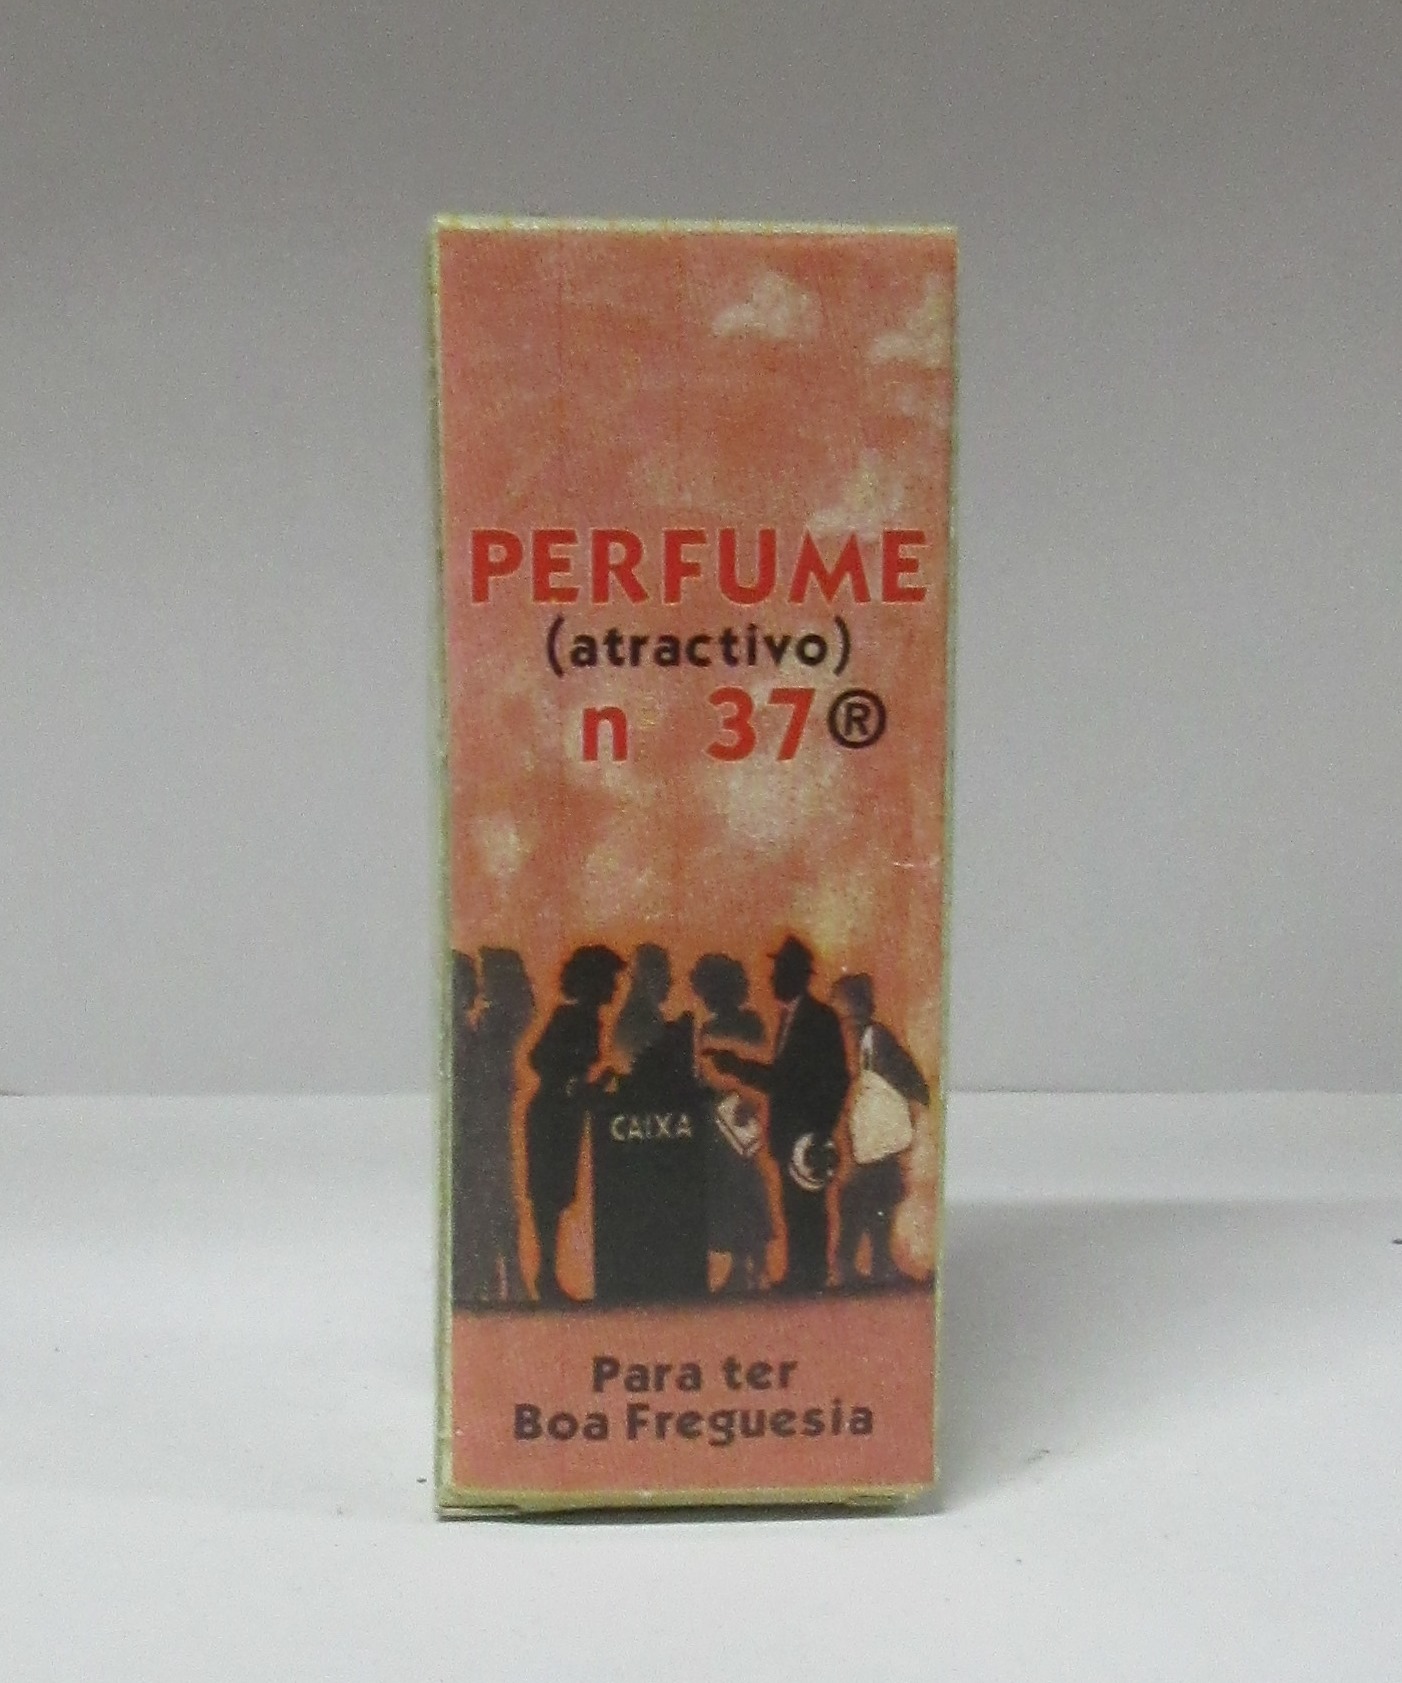 PERFUME
(atractivo)
n 37®
CAIXA
Para ter
Boa Freguesia